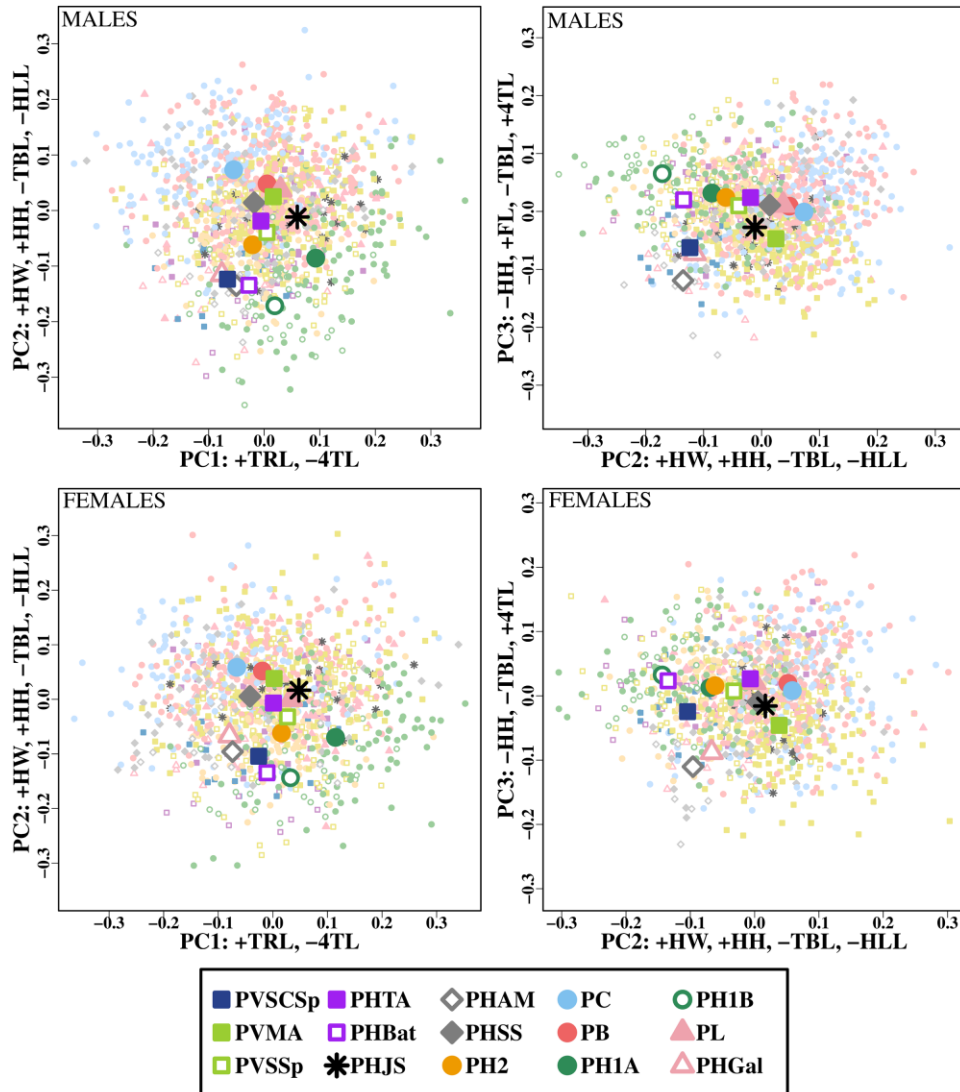 MALES
0.3
0.2
0.1
0.0
−0.1
−0.2
−0.3
PC2: +HW, +HH, −TBL, −HLL
−0.3 −0.2 −0.1 0.0 0.1 0.2 0.3
PC1: +TRL, −4TL
MALES
0.3
0.2
0.1
0.0
−0.1
−0.2
−0.3
PC3: −HH, +FL, −TBL, +4TL
−0.3 −0.2 −0.1 0.0 0.1 0.2 0.3
PC2: +HW, +HH, −TBL, −HLL
FEMALES
0.3
0.2
0.1
0.0
−0.1
−0.2
−0.3
PC2: +HW, +HH, −TBL, −HLL
−0.3 −0.2 −0.1 0.0 0.1 0.2 0.3
PC1: +TRL, −4TL
FEMALES
0.3
0.2
0.1
0.0
−0.1
−0.2
−0.3
PC3: −HH, −TBL, +4TL
−0.3 −0.2 −0.1 0.0 0.1 0.2 0.3
PC2: +HW, +HH, −TBL, −HLL
PVSCSp PHTA PHAM PC PH1B
PVMA PHBat PHSS PB PL
PVSSp PHJS PH2 PH1A PHGal